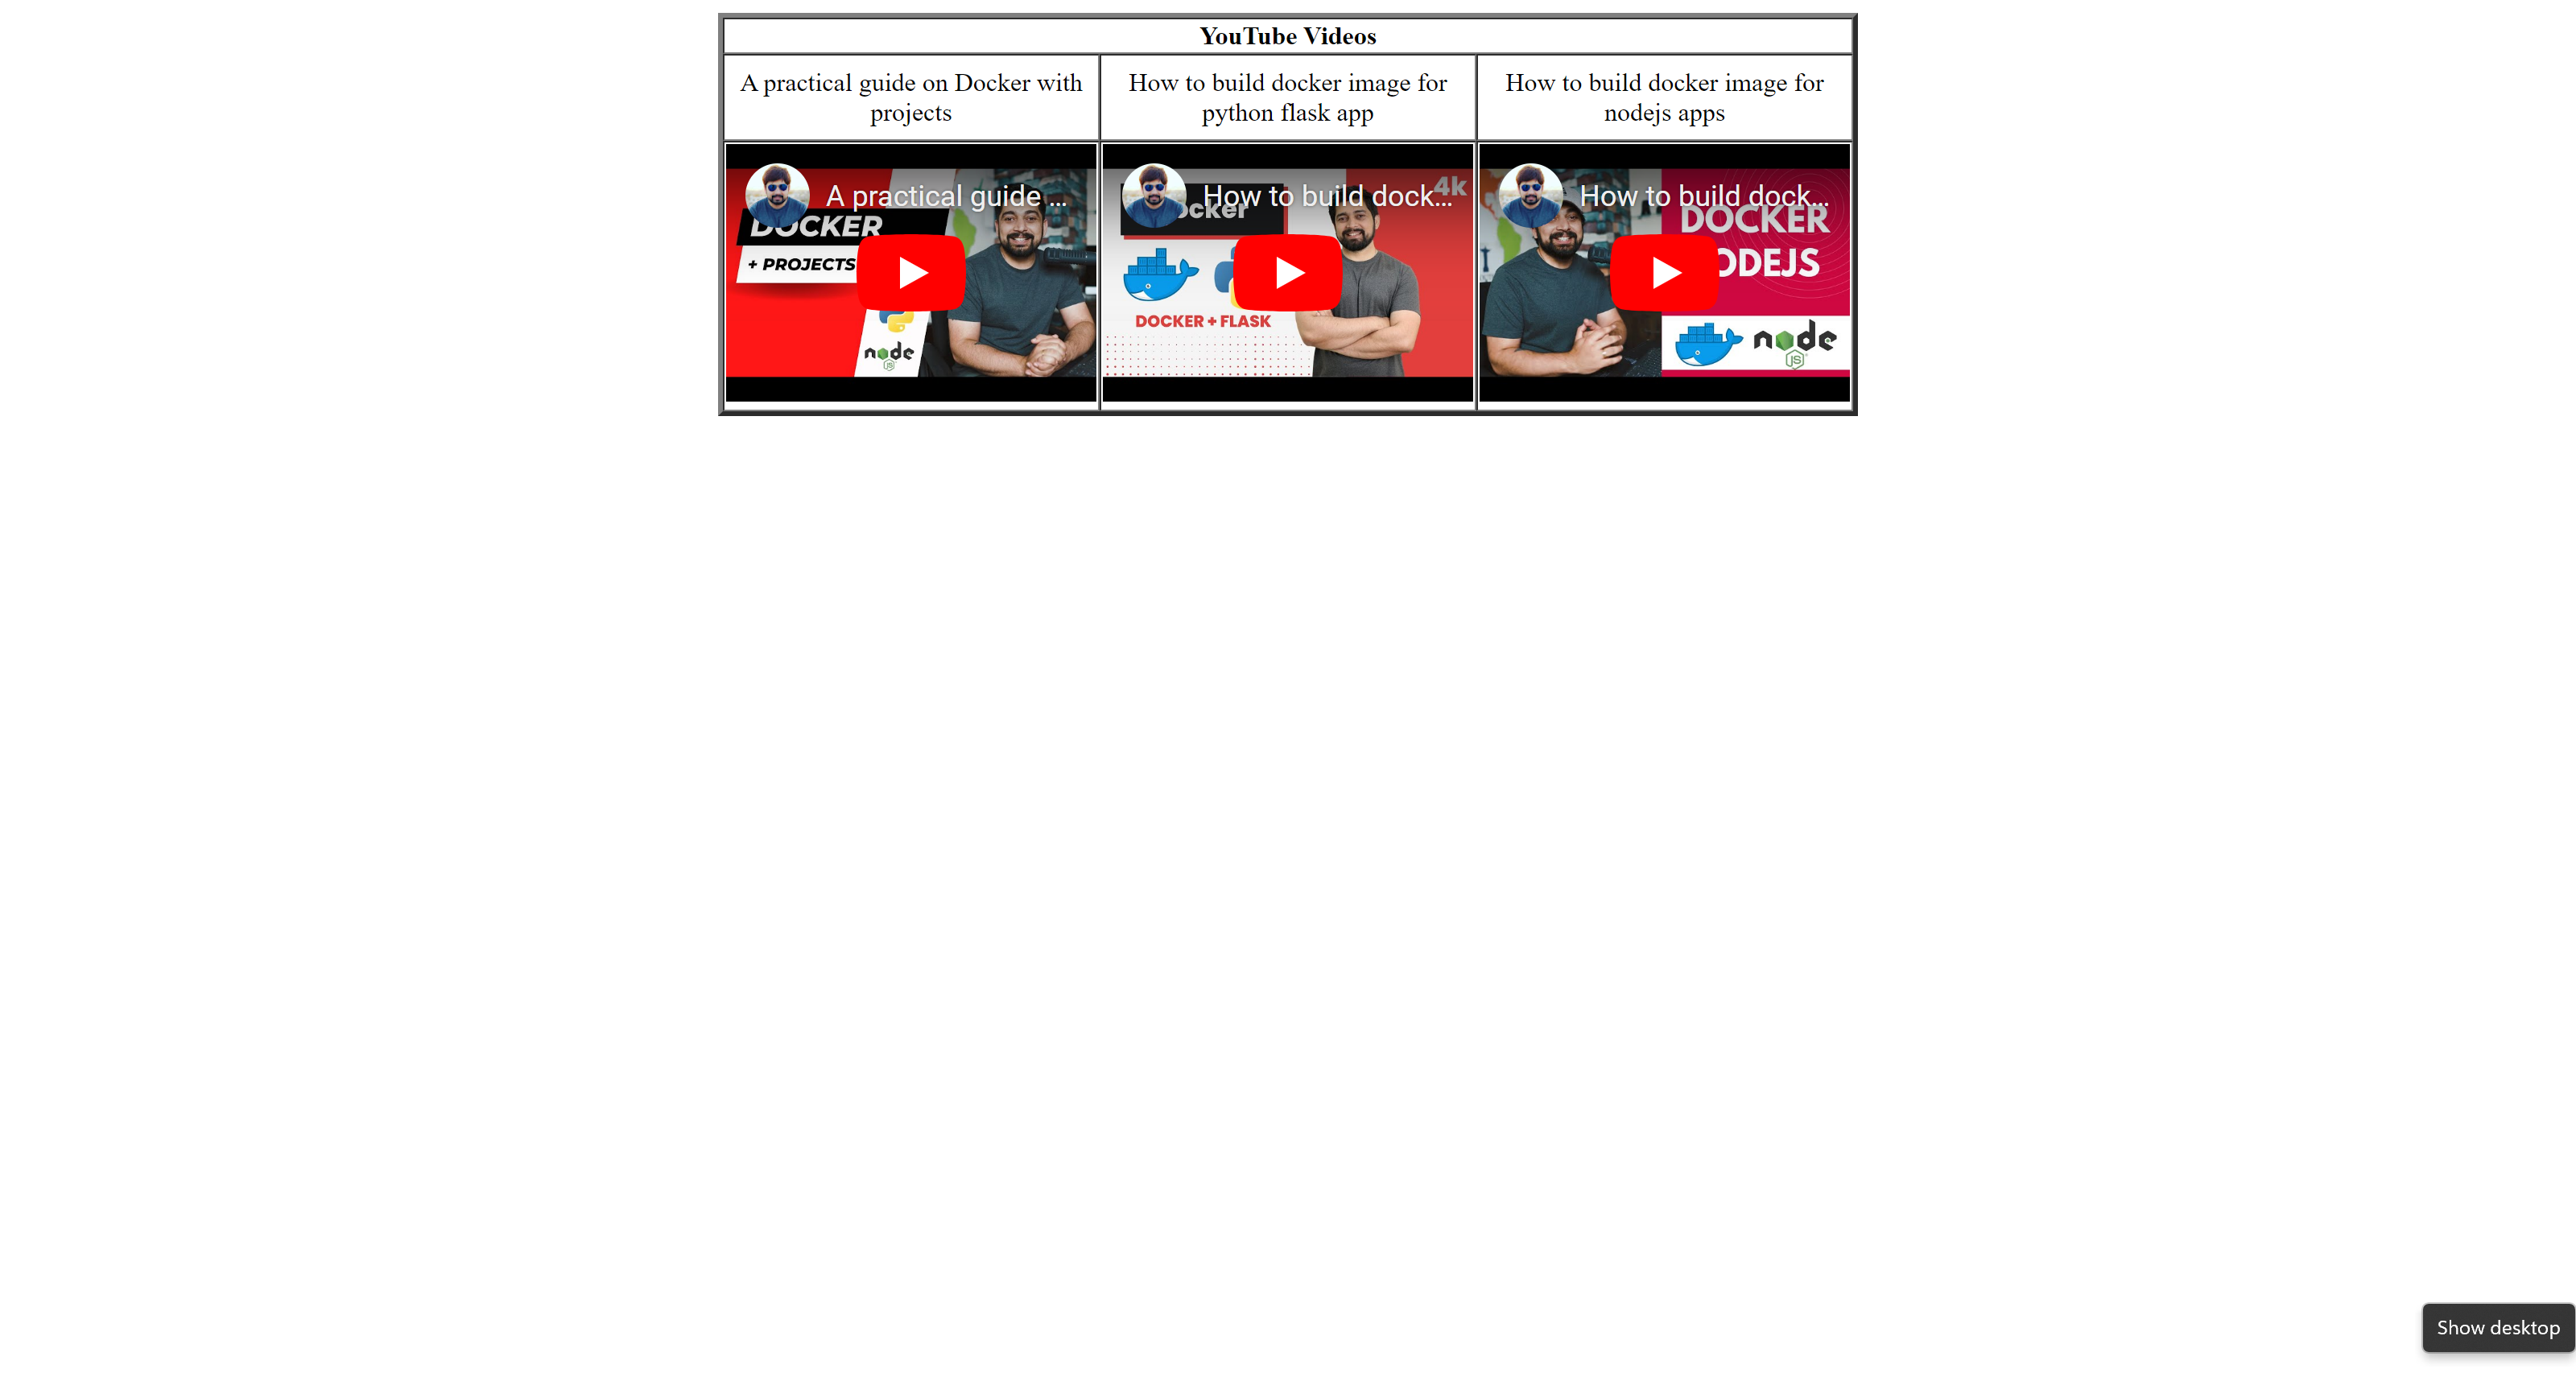 YouTube Videos
A practical guide on Docker with
projects
How to build docker image for
python flask app
How to build docker image for
nodejs apps
A practical guide ...
DOCKER
+ PROJECTS
node
JS
How to build dock...
4k
DOCKER + FLASK
How to build dock...
DOCKER
ODEJS
node
JS
Show desktop